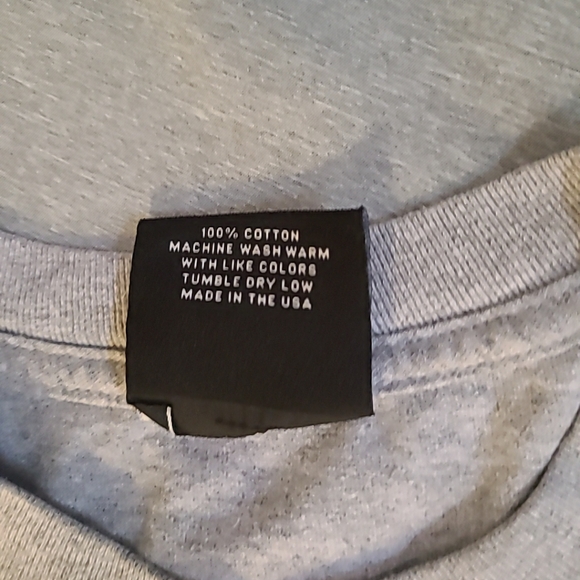 100% COTTON
MACHINE WASH WARM
WITH LIKE COLORS
TUMBLE DRY LOW
MADE IN THE USA